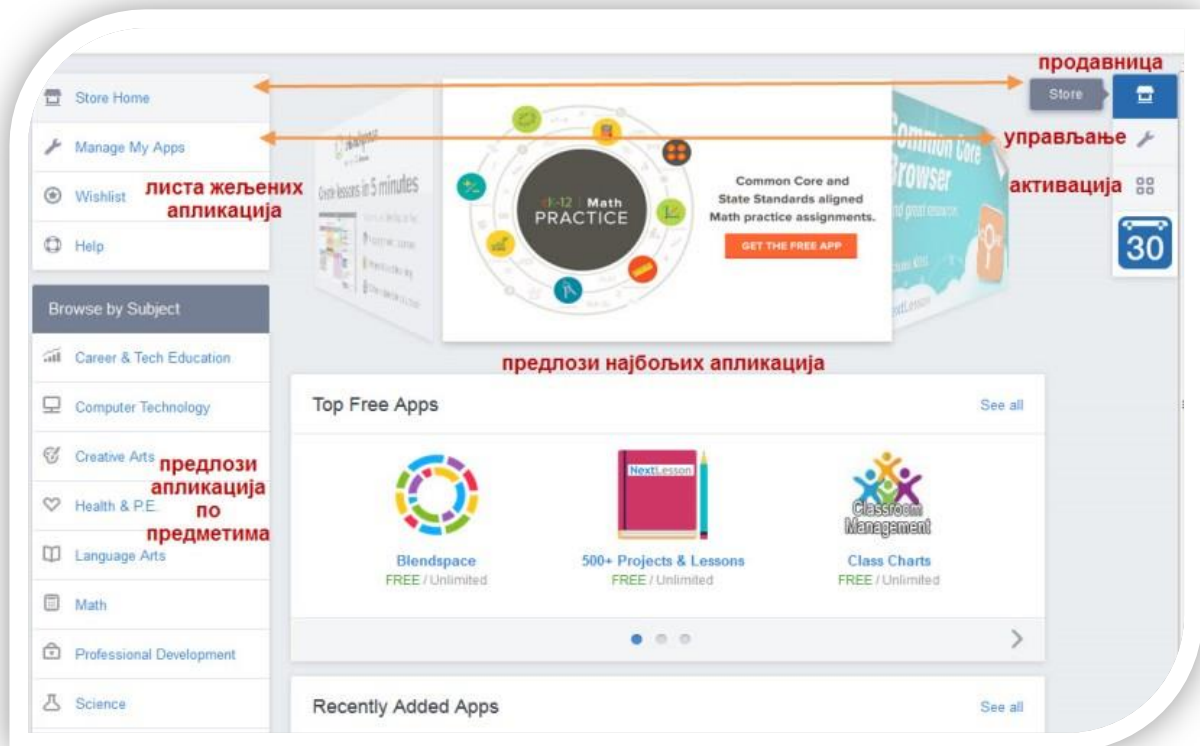 продавница
Store Home
Store
Manage My Apps
управљање
Wishlist
листа жељених
апликација
активација
Help
30
Create lessons in 5 minutes
K-12 Math
PRACTICE
Common Core and
State Standards aligned
Math practice assignments.
GET THE FREE APP
Common Core
Browser
NextLesson
Browse by Subject
Career & Tech Education
Computer Technology
Creative Arts
Health & P.E.
Language Arts
Math
Professional Development
Science
предлози
апликација
по
предметима
предлози најбољих апликација
Top Free Apps
See all
NextLesson
Classroom
Management
Blendspace
500+ Projects & Lessons
Class Charts
FREE / Unlimited
FREE / Unlimited
FREE / Unlimited
Recently Added Apps
See all